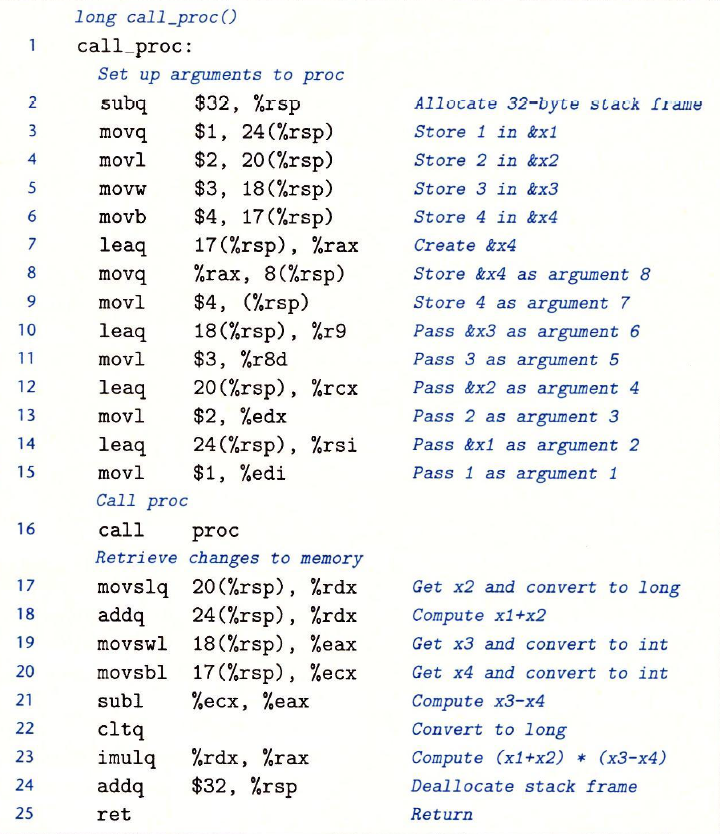 long call_proc()
1 call_proc:
Set up arguments to proc
2 subq $32, %rsp Allocate 32-byte stack frame
3 movq $1, 24(%rsp) Store 1 in &x1
4 movl $2, 20(%rsp) Store 2 in &x2
5 movw $3, 18(%rsp) Store 3 in &x3
6 movb $4, 17(%rsp) Store 4 in &x4
7 leaq 17(%rsp), %rax Create &x4
8 movq %rax, 8(%rsp) Store &x4 as argument 8
9 movl $4, (%rsp) Store 4 as argument 7
10 leaq 18(%rsp), %r9 Pass &x3 as argument 6
11 movl $3, %r8d Pass 3 as argument 5
12 leaq 20(%rsp), %rcx Pass &x2 as argument 4
13 movl $2, %edx Pass 2 as argument 3
14 leaq 24(%rsp), %rsi Pass &x1 as argument 2
15 movl $1, %edi Pass 1 as argument 1
Call proc
16 call proc
Retrieve changes to memory
17 movslq 20(%rsp), %rdx Get x2 and convert to long
18 addq 24(%rsp), %rdx Compute x1+x2
19 movswl 18(%rsp), %eax Get x3 and convert to int
20 movsbl 17(%rsp), %ecx Get x4 and convert to int
21 subl %ecx, %eax Compute x3-x4
22 cltq Convert to long
23 imulq %rdx, %rax Compute (x1+x2) * (x3-x4)
24 addq $32, %rsp Deallocate stack frame
25 ret Return